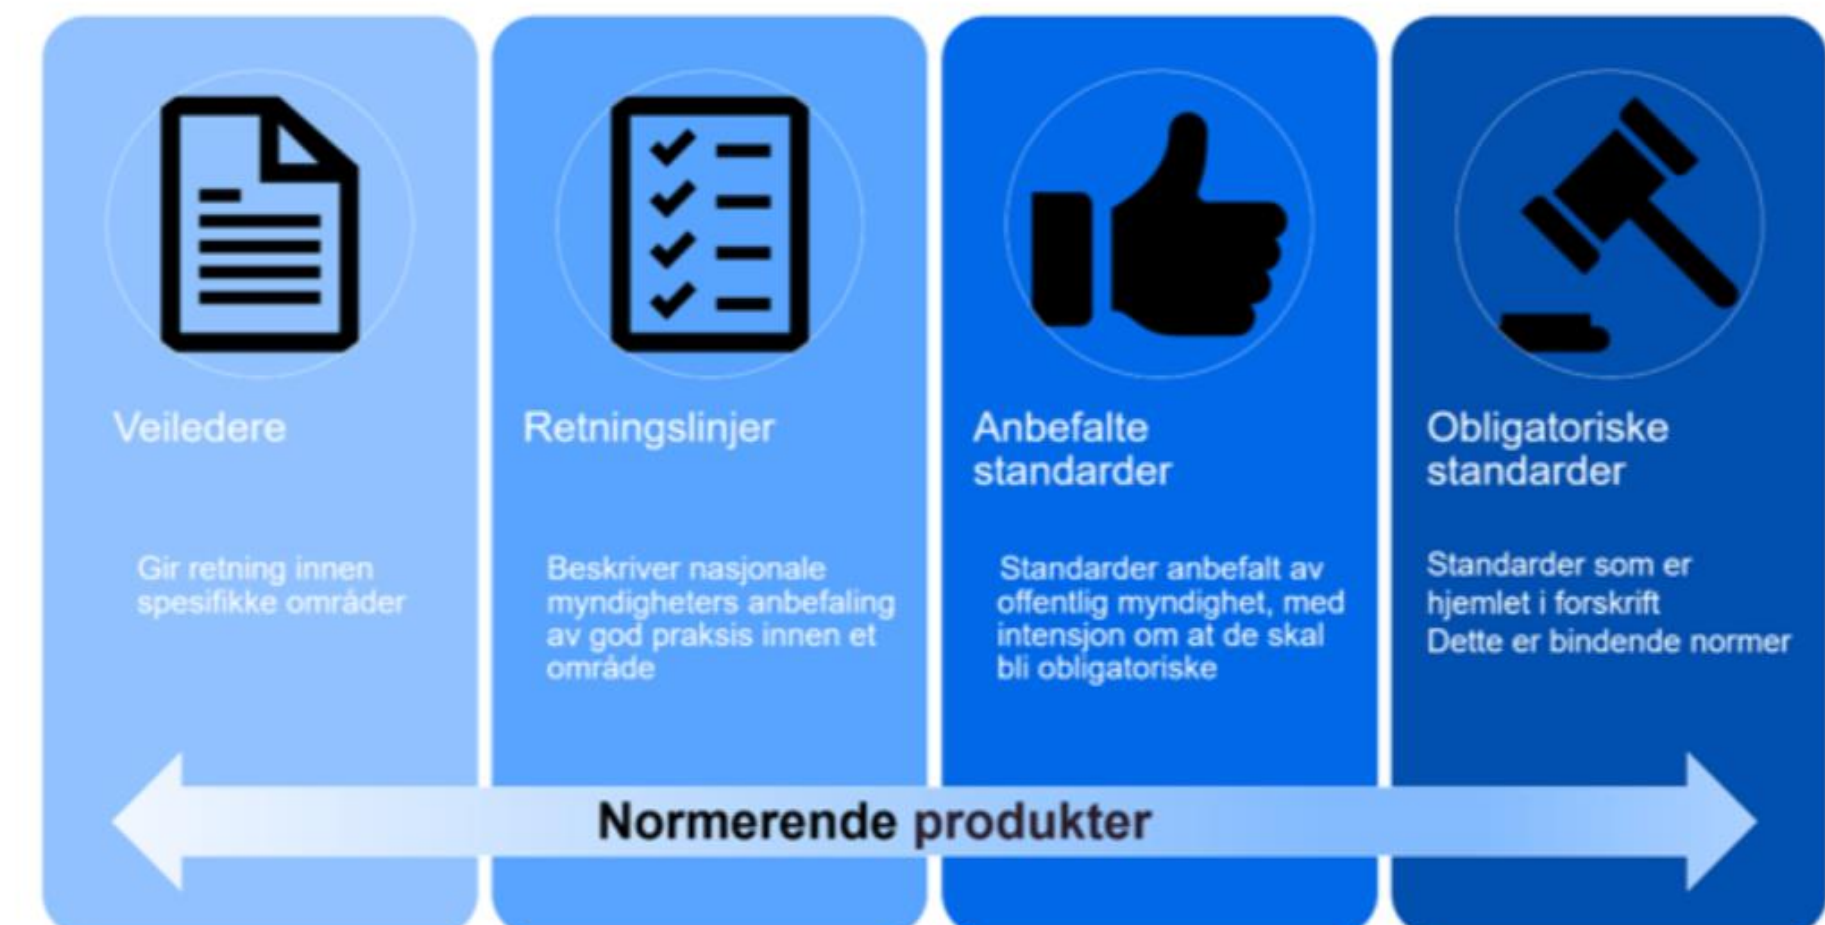 Veiledere
Gir retning innen
spesifikke områder
Retningslinjer
Beskriver nasjonale
myndigheters anbefaling
av god praksis innen et
område
Anbefalte
standarder
Standarder anbefalt av
offentlig myndighet, med
intensjon om at de skal
bli obligatoriske
Obligatoriske
standarder
Standarder som er
hjemlet i forskrift
Dette er bindende normer
Normerende produkter